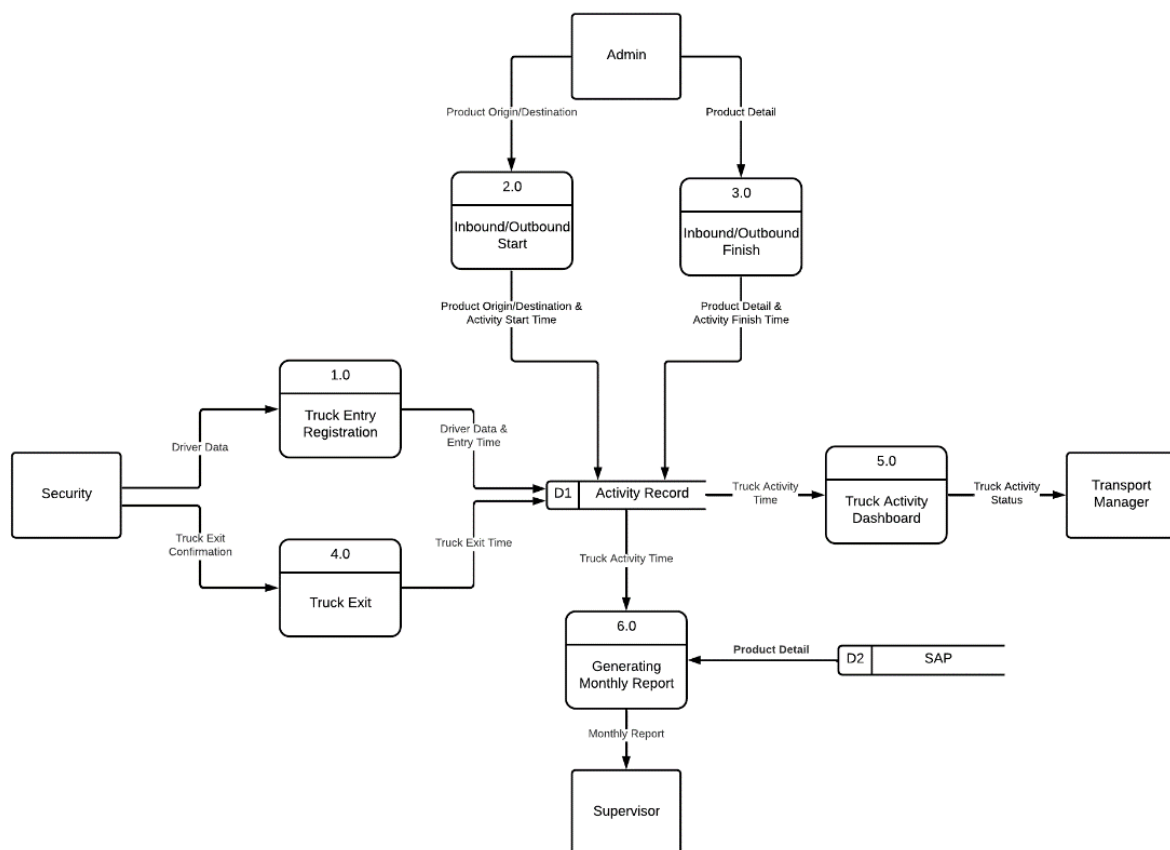 Admin
Product Origin/Destination
Product Detail
2.0
Inbound/Outbound
Start
3.0
Inbound/Outbound
Finish
Product Origin/Destination &
Activity Start Time
Product Detail &
Activity Finish Time
1.0
Truck Entry
Registration
Driver Data
Driver Data &
Entry Time
Security
D1
Activity Record
Truck Activity
Time
5.0
Truck Activity
Dashboard
Truck Activity
Status
Transport
Manager
Truck Exit
Confirmation
4.0
Truck Exit
Truck Exit Time
Truck Activity Time
6.0
Generating
Monthly Report
Product Detail
D2
SAP
Monthly Report
Supervisor